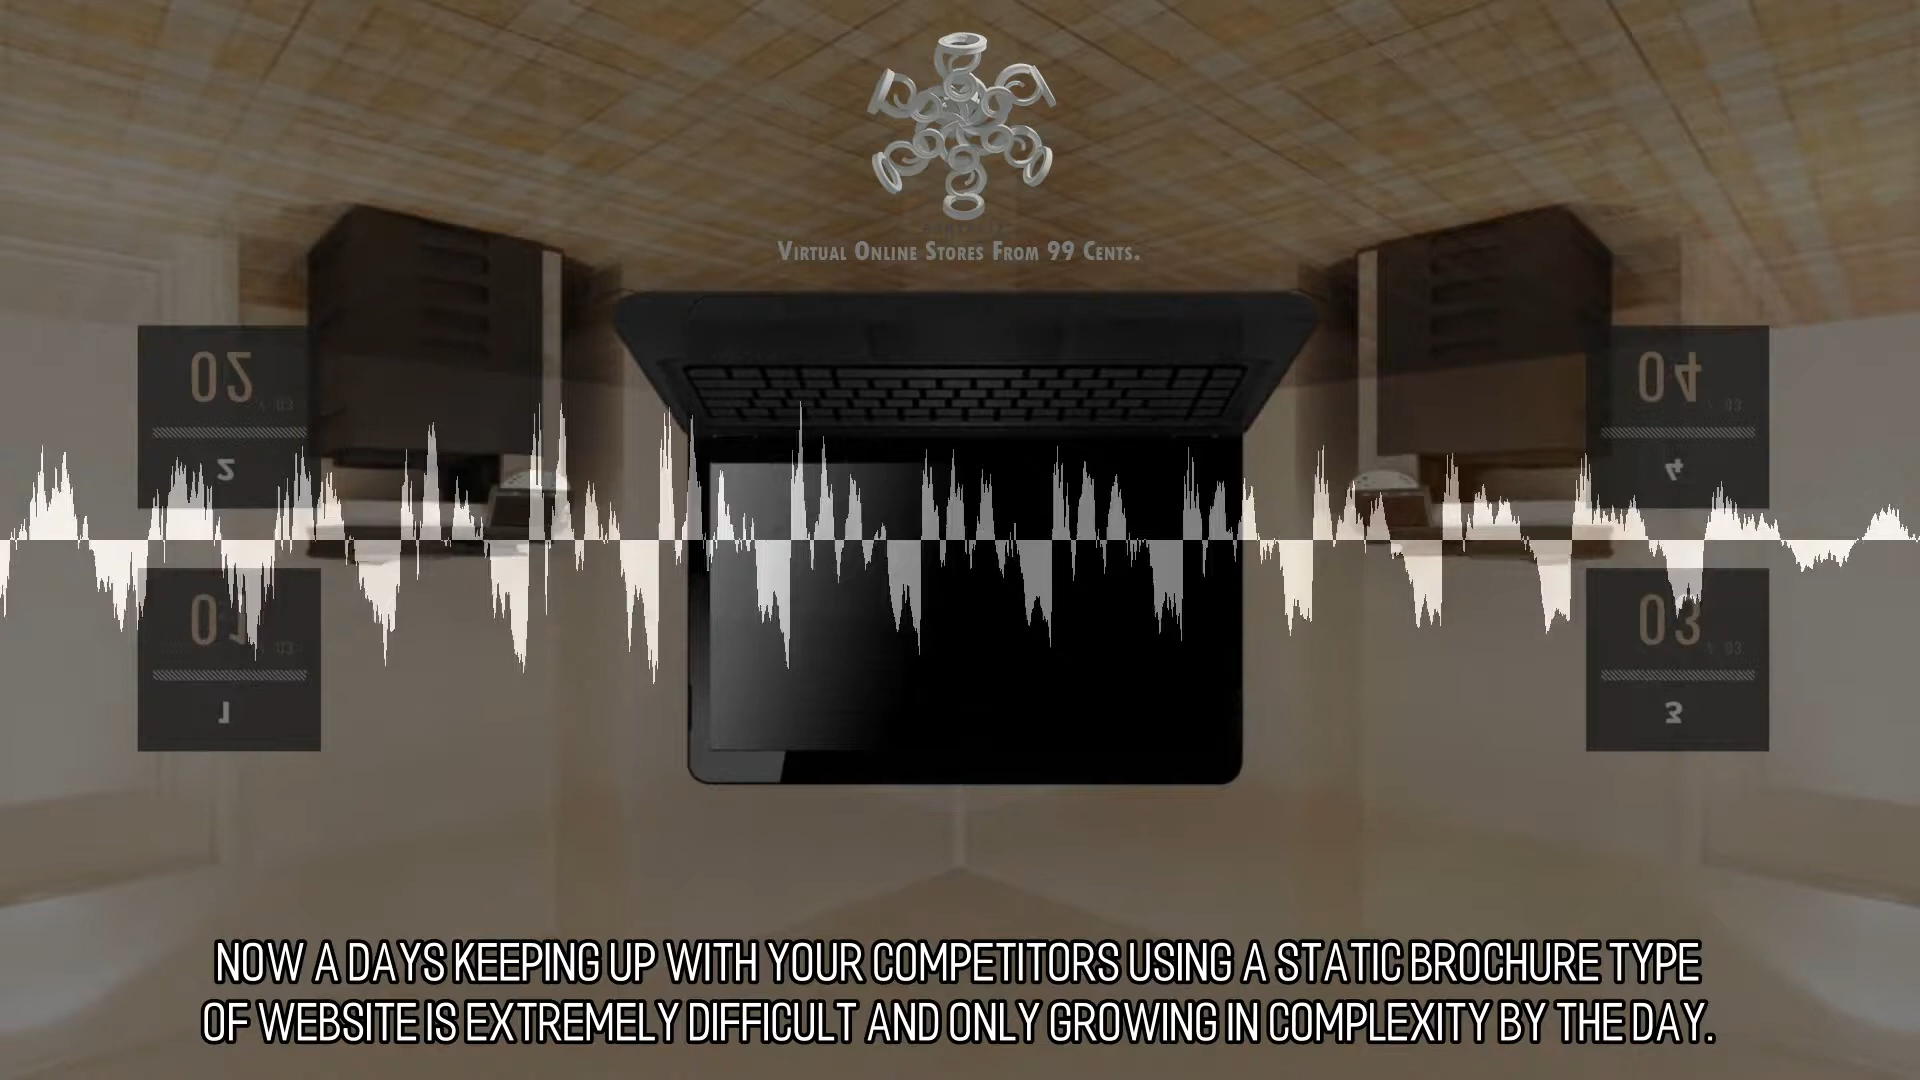 VIRTUAL ONLINE STORES FROM 99 CENTS.
02
2
04
4
01
1
03
3
NOW A DAYS KEEPING UP WITH YOUR COMPETITORS USING A STATIC BROCHURE TYPE
OF WEBSITE IS EXTREMELY DIFFICULT AND ONLY GROWING IN COMPLEXITY BY THE DAY.